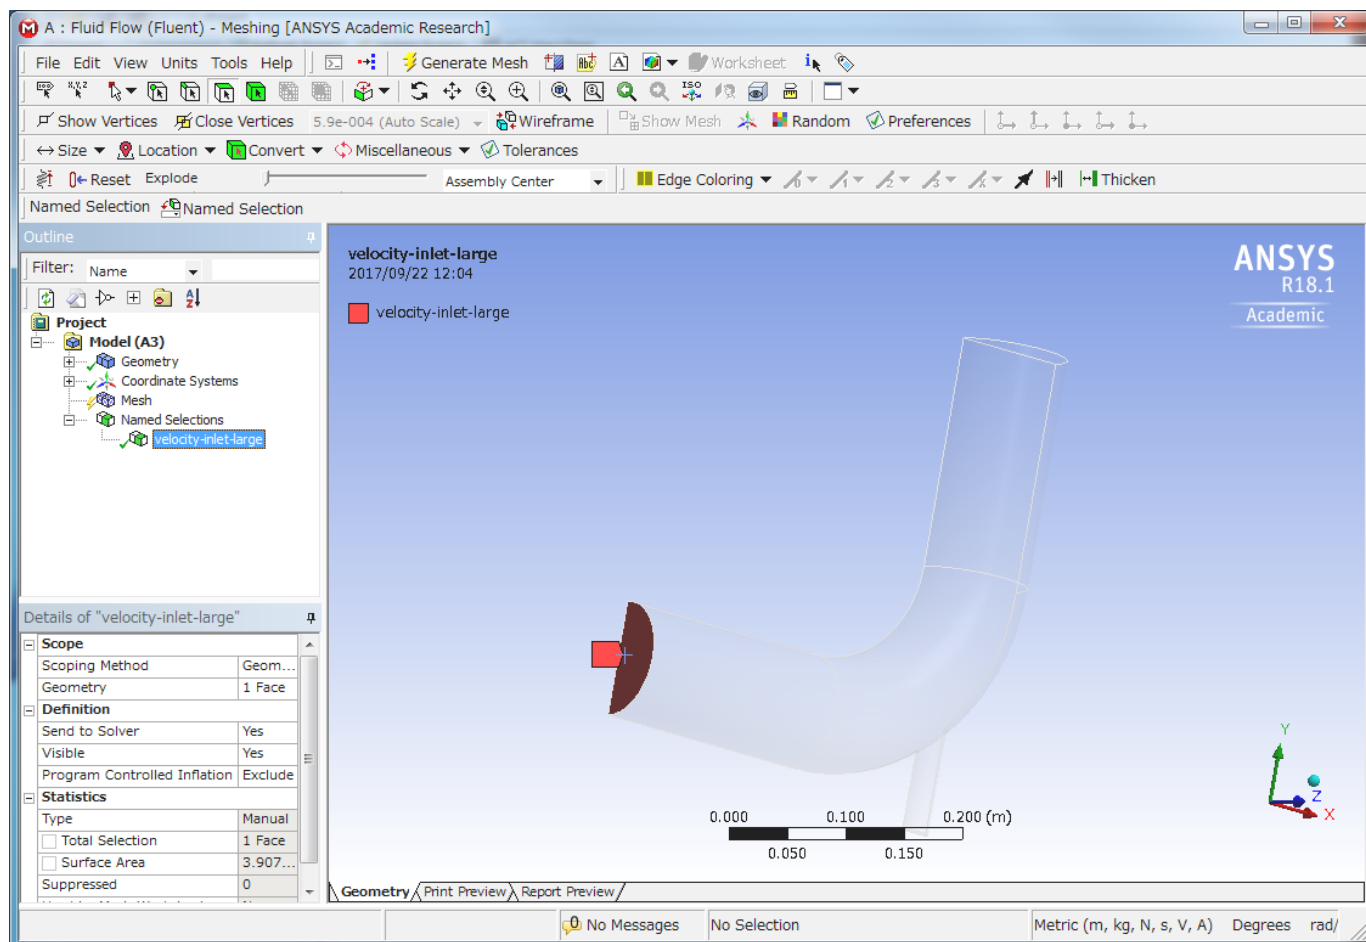 A : Fluid Flow (Fluent) - Meshing [ANSYS Academic Research]
File Edit View Units Tools Help Generate Mesh Worksheet
ISO
Show Vertices Close Vertices 5.9e-004 (Auto Scale) Wireframe Show Mesh Random Preferences
Size Location Convert Miscellaneous Tolerances
Reset Explode Assembly Center Edge Coloring Thicken
Named Selection Named Selection
Outline
Filter: Name
Project
Model (A3)
Geometry
Coordinate Systems
Mesh
Named Selections
velocity-inlet-large
Details of "velocity-inlet-large"
Scope
Scoping Method Geom...
Geometry 1 Face
Definition
Send to Solver Yes
Visible Yes
Program Controlled Inflation Exclude
Statistics
Type Manual
Total Selection 1 Face
Surface Area 3.907...
Suppressed 0
velocity-inlet-large
2017/09/22 12:04
velocity-inlet-large
ANSYS
R18.1
Academic
Y
Z
X
0.000 0.100 0.200 (m)
0.050 0.150
Geometry Print Preview Report Preview
0 No Messages No Selection Metric (m, kg, N, s, V, A) Degrees rad/